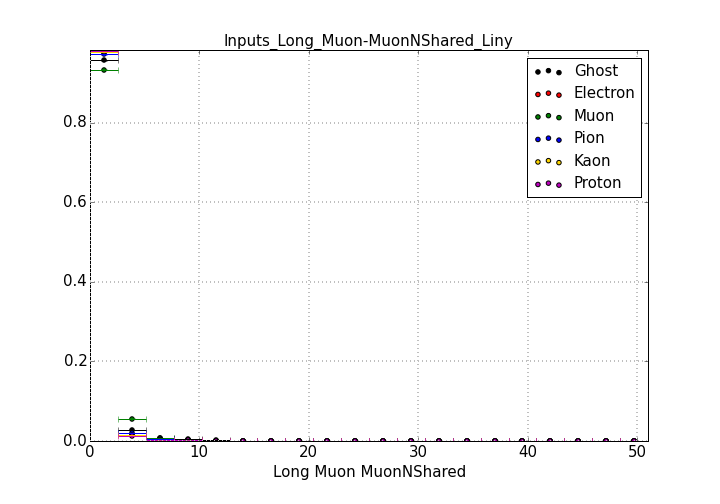 Inputs_Long_Muon-MuonNShared_Liny
Ghost
Electron
Muon
Pion
Kaon
Proton
0.8
0.6
0.4
0.2
0.0
0 10 20 30 40 50
Long Muon MuonNShared